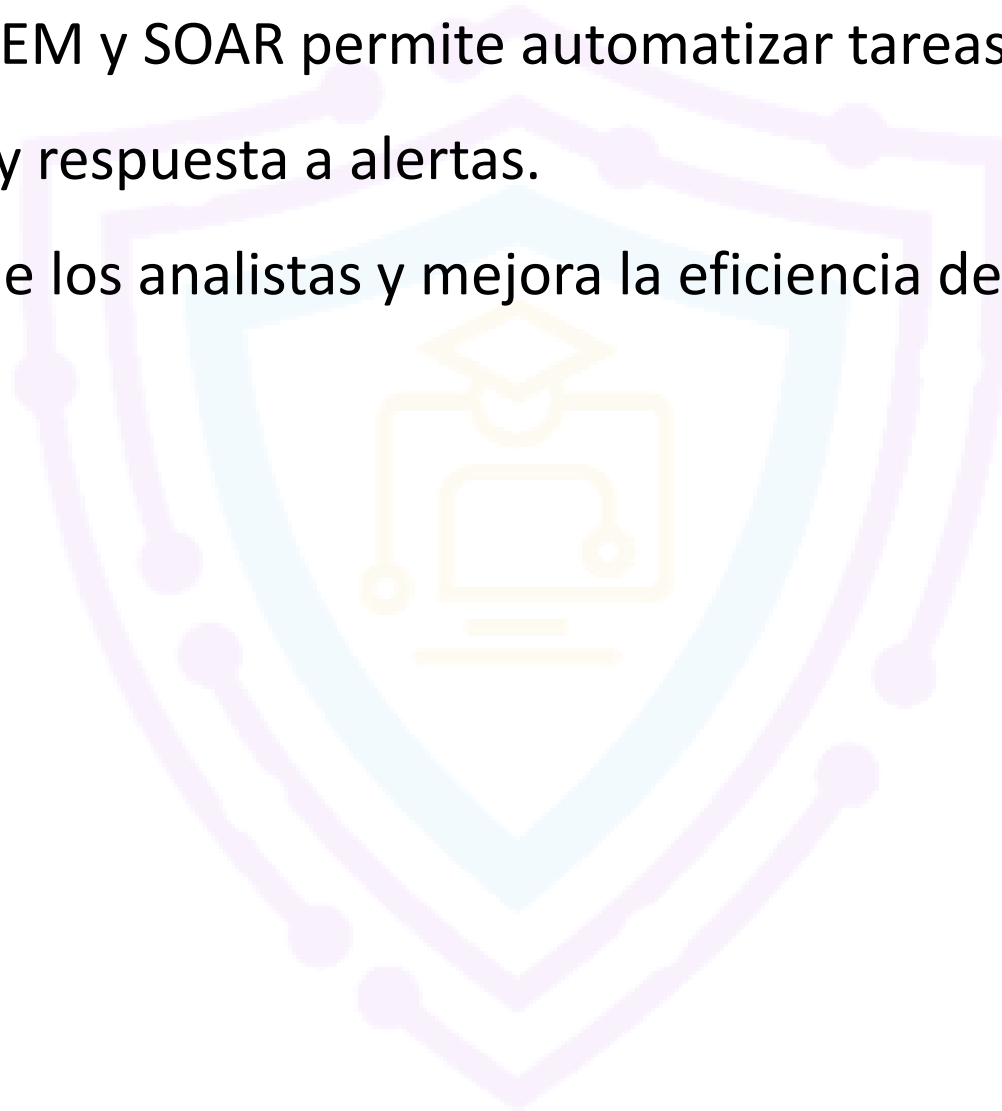 EM y SOAR permite automatizar tareas
y respuesta a alertas.
e los analistas y mejora la eficiencia de